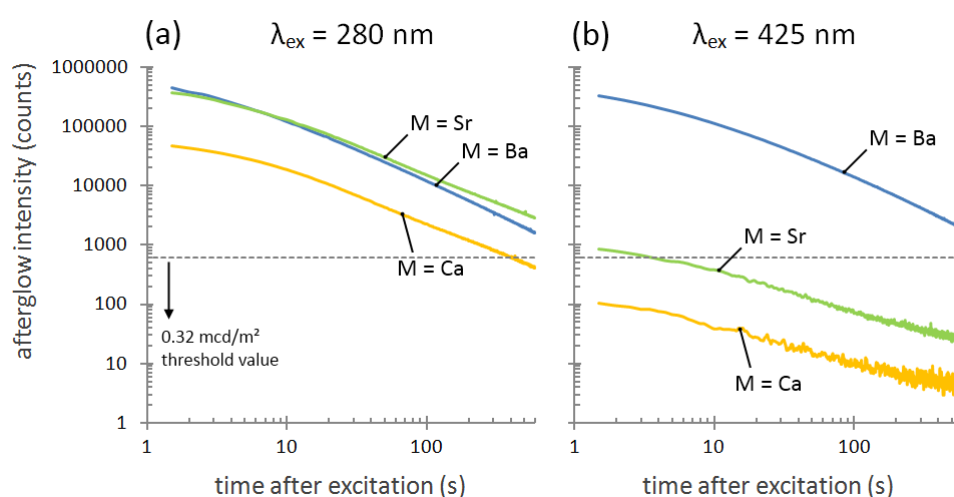 (a) λex = 280 nm
(b) λex = 425 nm
afterglow intensity (counts)
1000000
100000
10000
1000
100
10
1
M = Sr
M = Ba
M = Ca
0.32 mcd/m²
threshold value
1 10 100
time after excitation (s)
M = Ba
M = Sr
M = Ca
1 10 100
time after excitation (s)